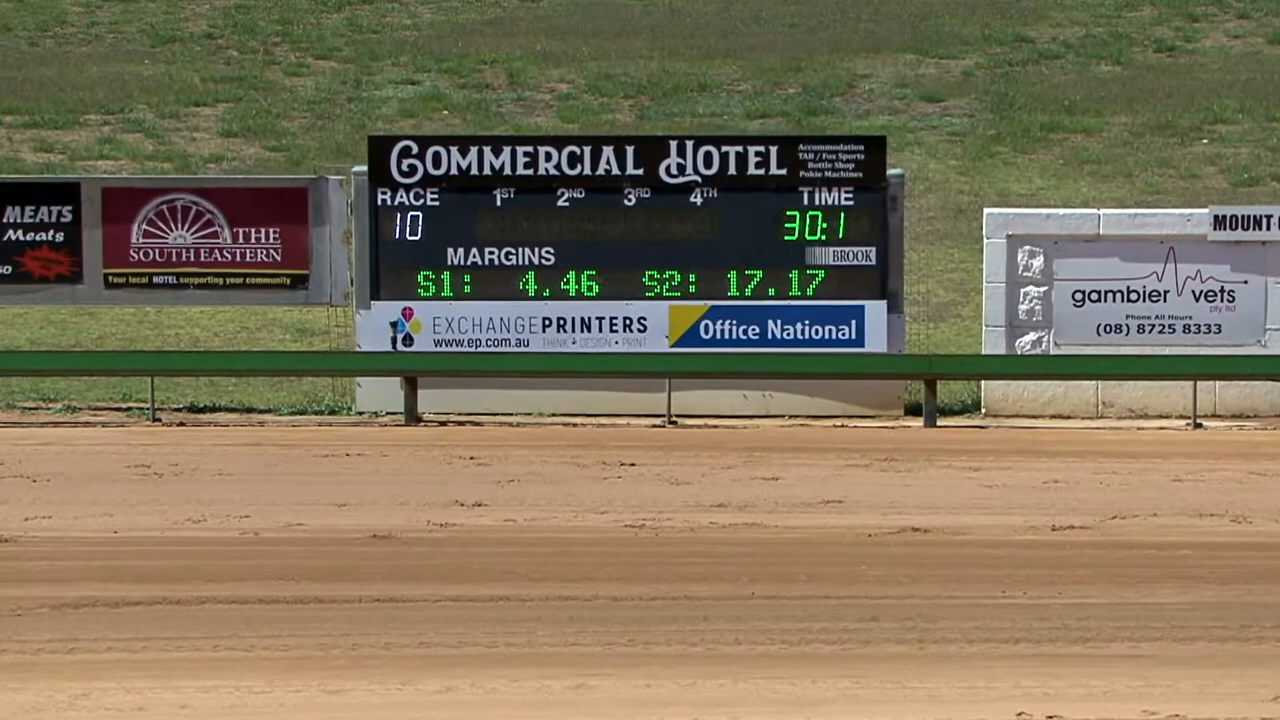 MEATS
Meats
THE
SOUTH EASTERN
Your local HOTEL supporting your community
COMMERCIAL HOTEL
Accommodation
TAB / Fox Sports
Bottle Shop
Pokie Machines
RACE 1ST 2ND 3RD 4TH TIME
10 30:1
MARGINS BROOK
S1: 4.46 S2: 17.17
EXCHANGEPRINTERS
www.ep.com.au THINK • DESIGN • PRINT
Office National
MOUNT
gambier vets
pty ltd
Phone All Hours
(08) 8725 8333